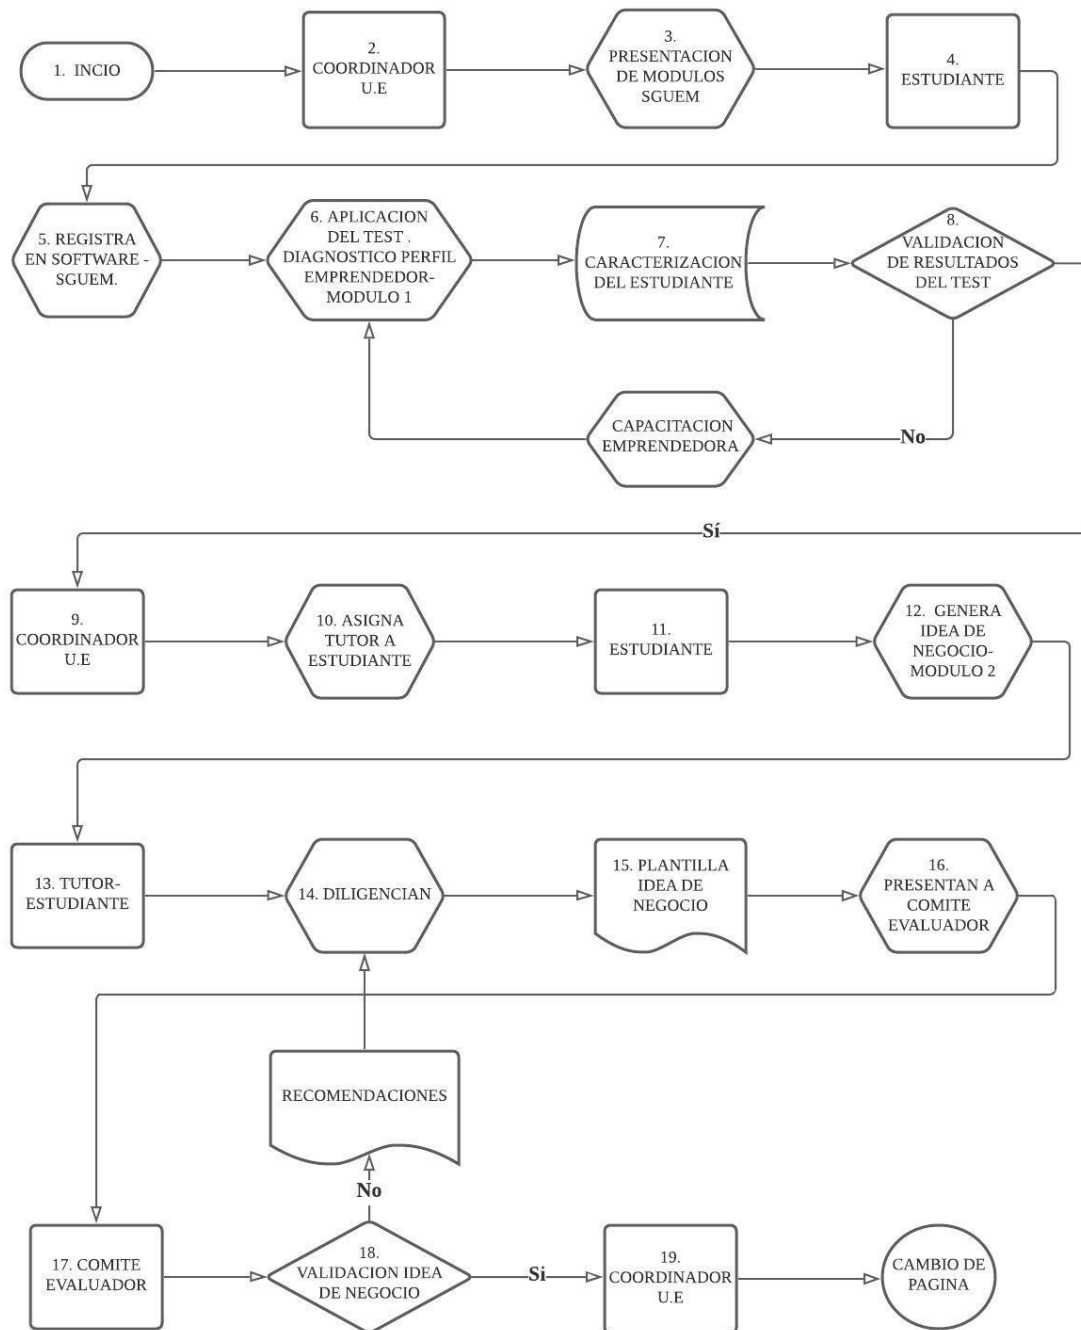 1. INCIO
2.
COORDINADOR
U.E
3.
PRESENTACION
DE MODULOS
SGUEM
4.
ESTUDIANTE
5. REGISTRA
EN SOFTWARE -
SGUEM.
6. APLICACION
DEL TEST .
DIAGNOSTICO PERFIL
EMPRENDEDOR-
MODULO 1
7.
CARACTERIZACION
DEL ESTUDIANTE
8.
VALIDACION
DE RESULTADOS
DEL TEST
CAPACITACION
EMPRENDEDORA
No
Sí
9.
COORDINADOR
U.E
10. ASIGNA
TUTOR A
ESTUDIANTE
11.
ESTUDIANTE
12. GENERA
IDEA DE
NEGOCIO-
MODULO 2
13. TUTOR-
ESTUDIANTE
14. DILIGENCIAN
15. PLANTILLA
IDEA DE
NEGOCIO
16.
PRESENTAN A
COMITE
EVALUADOR
RECOMENDACIONES
No
17. COMITE
EVALUADOR
18.
VALIDACION IDEA
DE NEGOCIO
Si
19.
COORDINADOR
U.E
CAMBIO DE
PAGINA